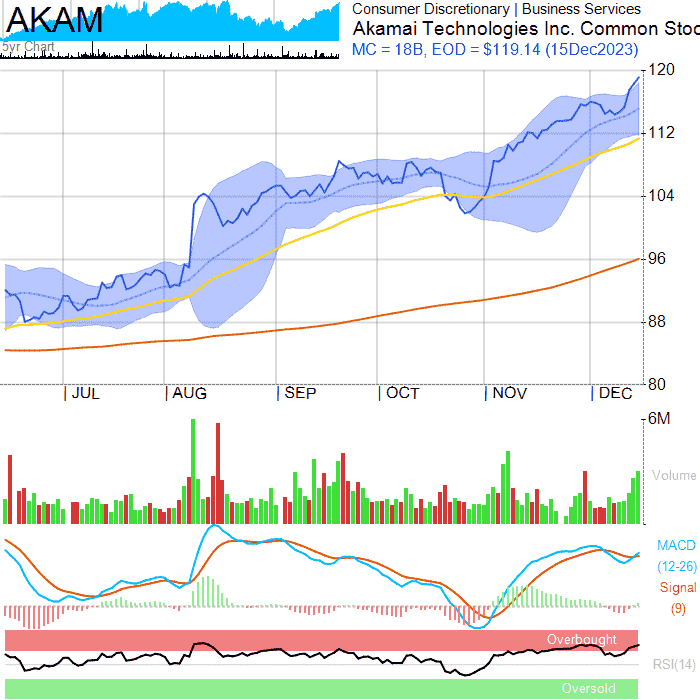 AKAM
5yr Chart
Consumer Discretionary | Business Services
Akamai Technologies Inc. Common Stoc
MC = 18B, EOD = $119.14 (15Dec2023)
120
112
104
96
88
80
| JUL | AUG | SEP | OCT | NOV | DEC
6M
Volume
MACD
(12-26)
Signal
(9)
Overbought
RSI(14)
Oversold